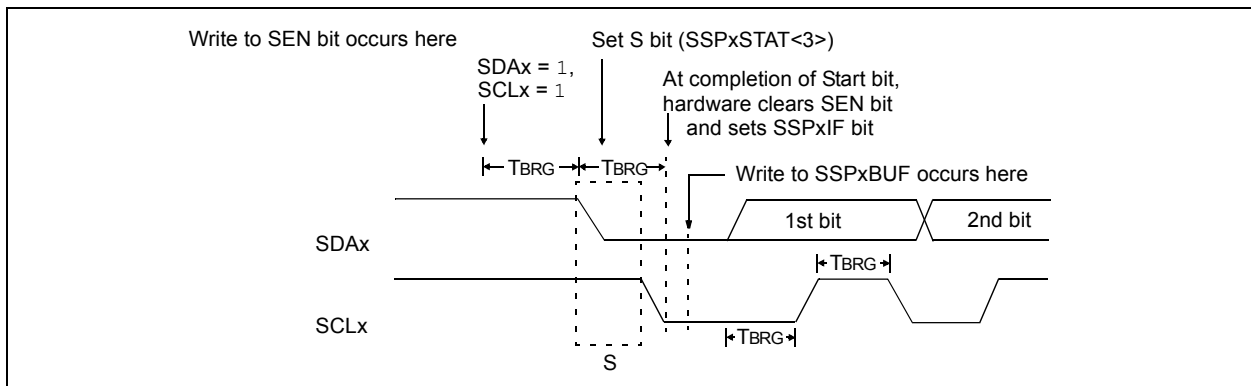 Write to SEN bit occurs here
Set S bit (SSPxSTAT<3>)
SDAx = 1,
SCLx = 1
At completion of Start bit,
hardware clears SEN bit
and sets SSPxIF bit
TBRG
TBRG
Write to SSPxBUF occurs here
1st bit
2nd bit
SDAx
TBRG
SCLx
TBRG
S